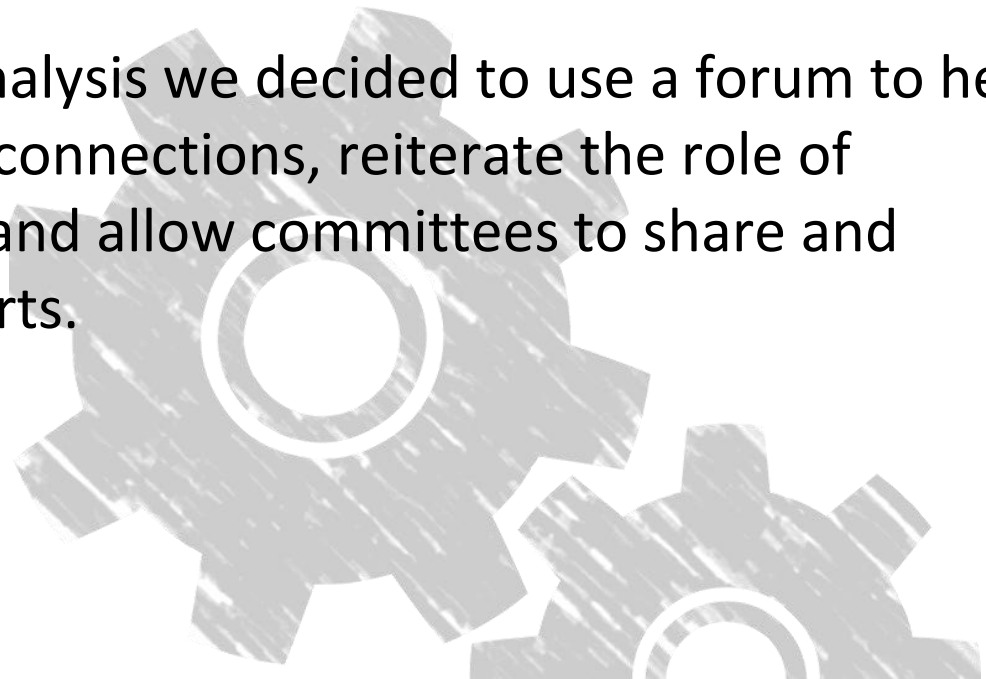 nalysis we decided to use a forum to he
connections, reiterate the role of
and allow committees to share and
rts.